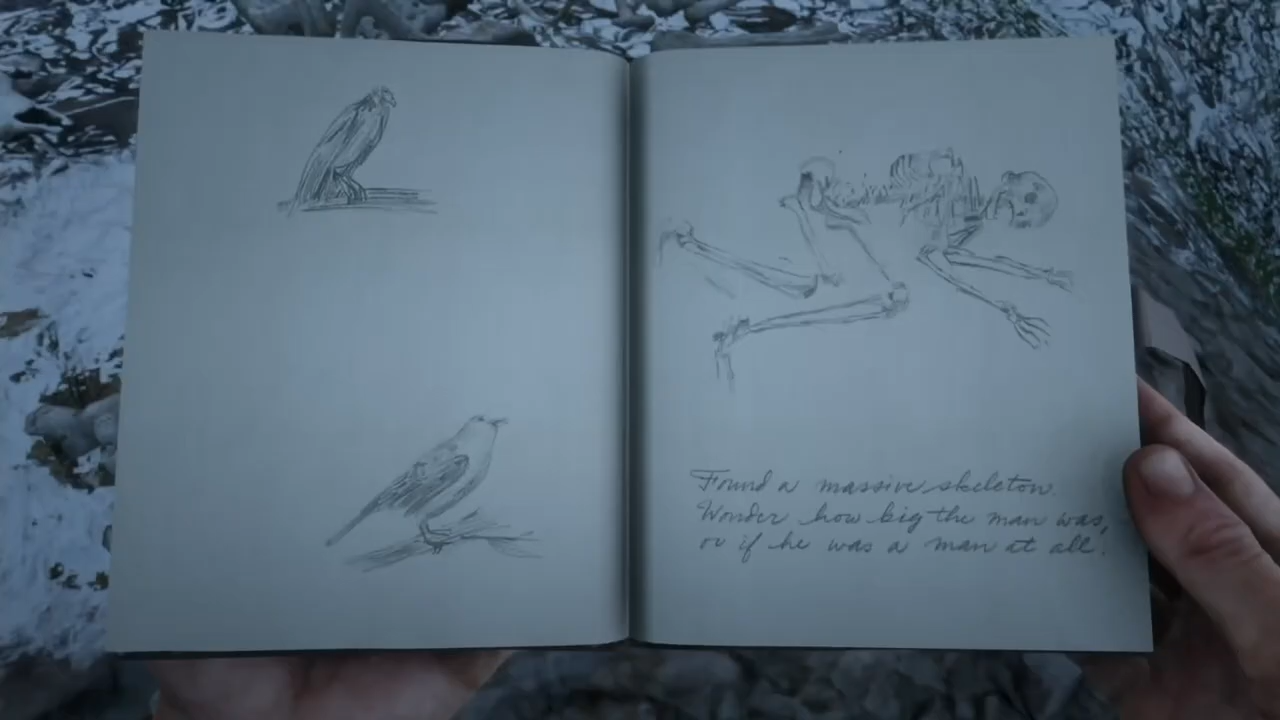 Found a massive skeleton.
Wonder how big the man was,
or if he was a man at all.